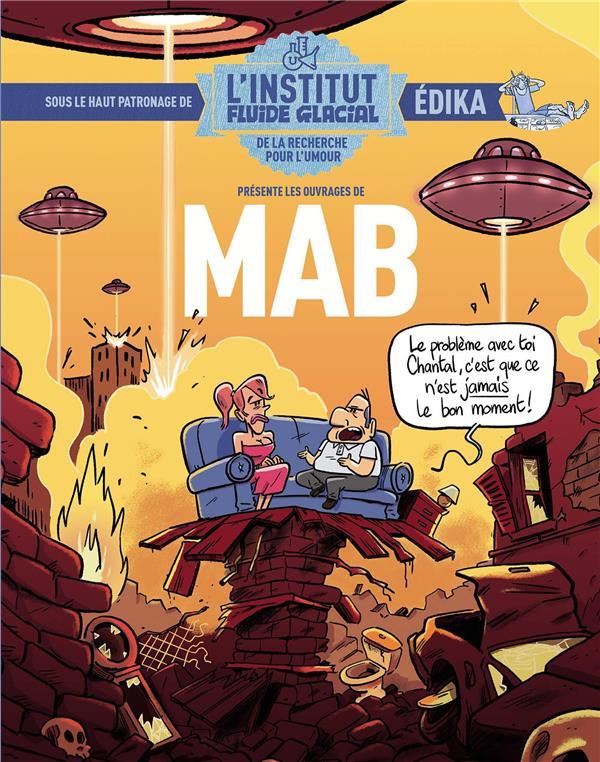 SOUS LE HAUT PATRONAGE DE
L'INSTITUT
FLUIDE GLACIAL
DE LA RECHERCHE
POUR L'UMOUR
ÉDIKA
PRÉSENTE LES OUVRAGES DE
MAB
Le problème avec toi
Chantal, c'est que ce
n'est jamais
le bon moment!